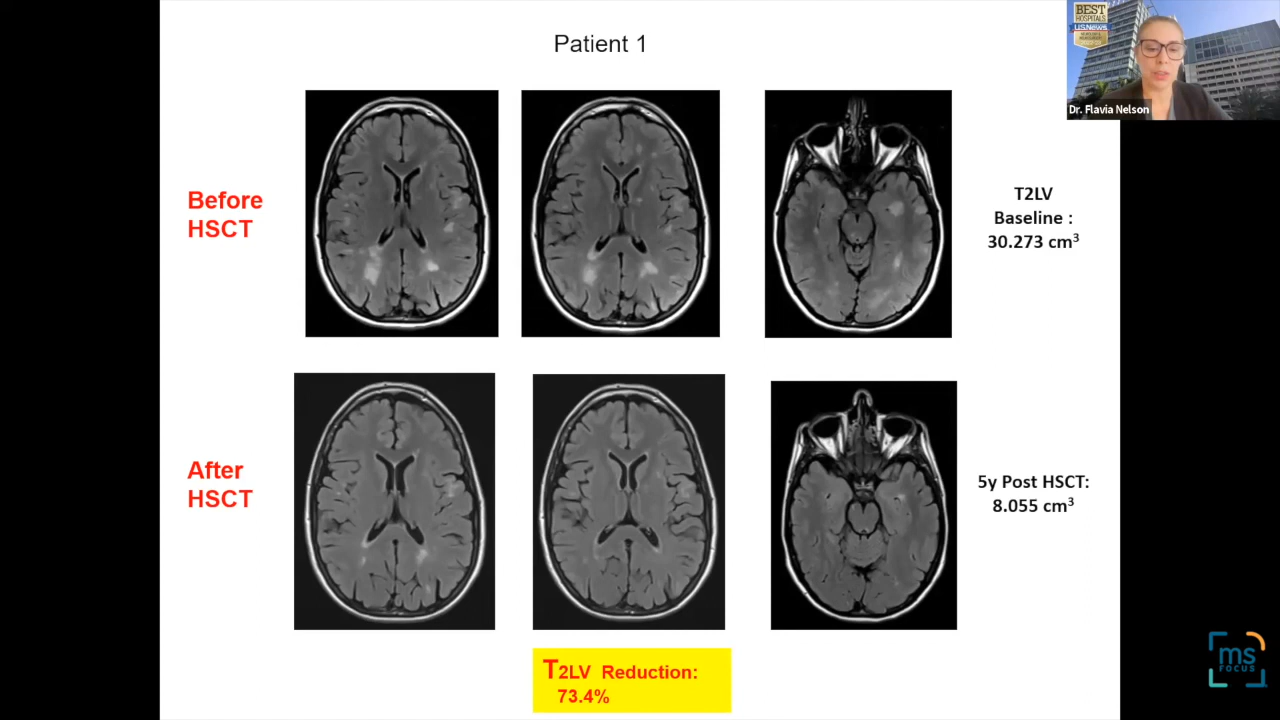 Patient 1
BEST
HOSPITALS
U.S.News
Dr. Flavia Nelson
Before
HSCT
T2LV
Baseline :
30.273 cm³
After
HSCT
5y Post HSCT:
8.055 cm³
T2LV Reduction:
73.4%
ms
FOCUS